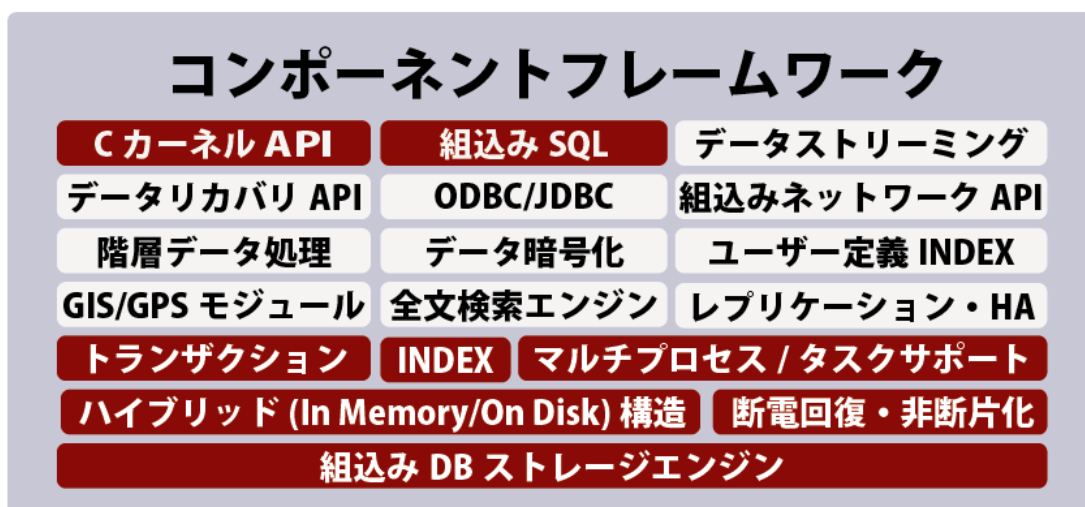 コンポーネントフレームワーク
C カーネル API 組込み SQL データストリーミング
データリカバリ API ODBC/JDBC 組込みネットワーク API
階層データ処理 データ暗号化 ユーザー定義 INDEX
GIS/GPS モジュール 全文検索エンジン レプリケーション・HA
トランザクション INDEX マルチプロセス / タスクサポート
ハイブリッド (In Memory/On Disk) 構造 断電回復・非断片化
組込み DB ストレージエンジン